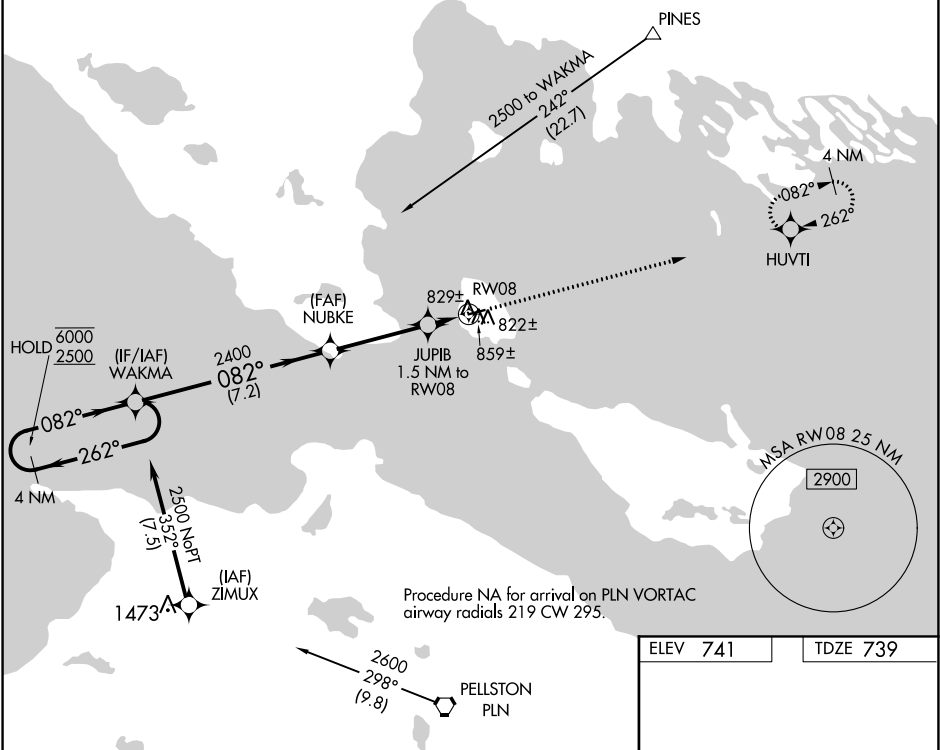 PINES
2500 to WAKMA
242°
(22.7)
4 NM
082°
262°
HUVTI
RW08
829±
822±
859±
(FAF)
NUBKE
JUPIB
1.5 NM to
RW08
HOLD
6000
2500
(IF/IAF)
WAKMA
2400
082°
(7.2)
082°
262°
4 NM
2500 NoPT
352°
(7.5)
(IAF)
ZIMUX
1473
MSA RW08 25 NM
2900
Procedure NA for arrival on PLN VORTAC
airway radials 219 CW 295.
2600
298°
(9.8)
PELLSTON
PLN
ELEV 741
TDZE 739